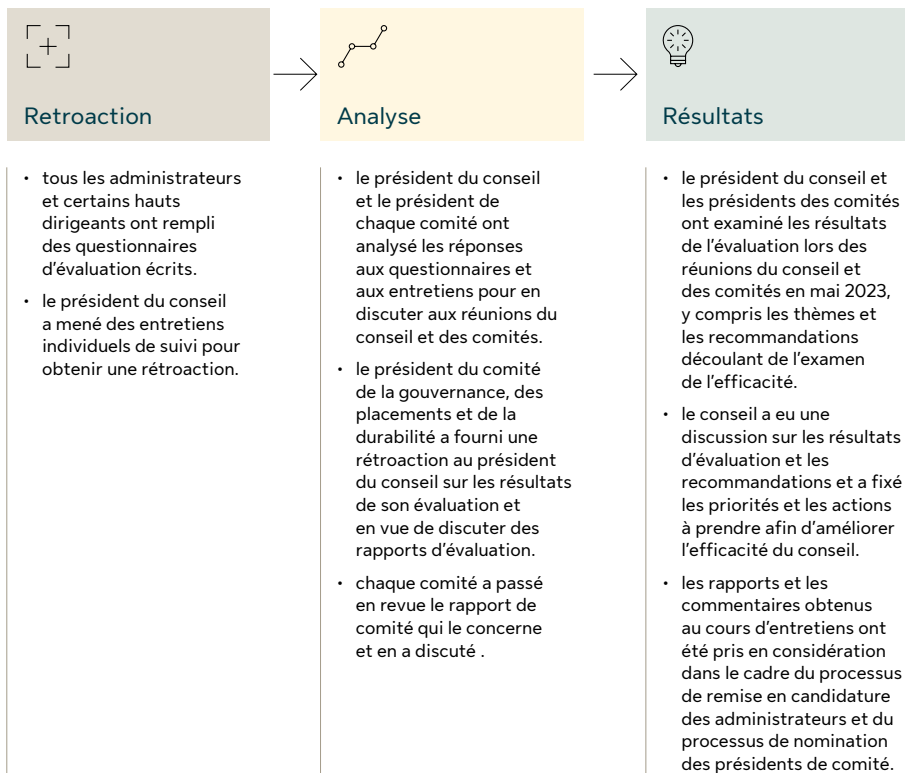 Retroaction
• tous les administrateurs
et certains hauts
dirigeants ont rempli
des questionnaires
d'évaluation écrits.
• le président du conseil
a mené des entretiens
individuels de suivi pour
obtenir une rétroaction.
Analyse
• le président du conseil
et le président de
chaque comité ont
analysé les réponses
aux questionnaires et
aux entretiens pour en
discuter aux réunions du
conseil et des comités.
• le président du comité
de la gouvernance, des
placements et de la
durabilité a fourni une
rétroaction au président
du conseil sur les résultats
de son évaluation et
en vue de discuter des
rapports d'évaluation.
• chaque comité a passé
en revue le rapport de
comité qui le concerne
et en a discuté .
Résultats
• le président du conseil et
les présidents des comités
ont examiné les résultats
de l'évaluation lors des
réunions du conseil et
des comités en mai 2023,
y compris les thèmes et
les recommandations
découlant de l'examen
de l'efficacité.
• le conseil a eu une
discussion sur les résultats
d'évaluation et les
recommandations et a fixé
les priorités et les actions
à prendre afin d'améliorer
l'efficacité du conseil.
• les rapports et les
commentaires obtenus
au cours d'entretiens ont
été pris en considération
dans le cadre du processus
de remise en candidature
des administrateurs et du
processus de nomination
des présidents de comité.